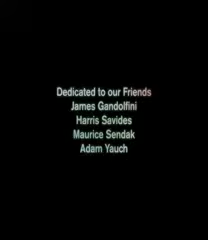 Dedicated to our Friends
James Gandolfini
Harris Savides
Maurice Sendak
Adam Yauch